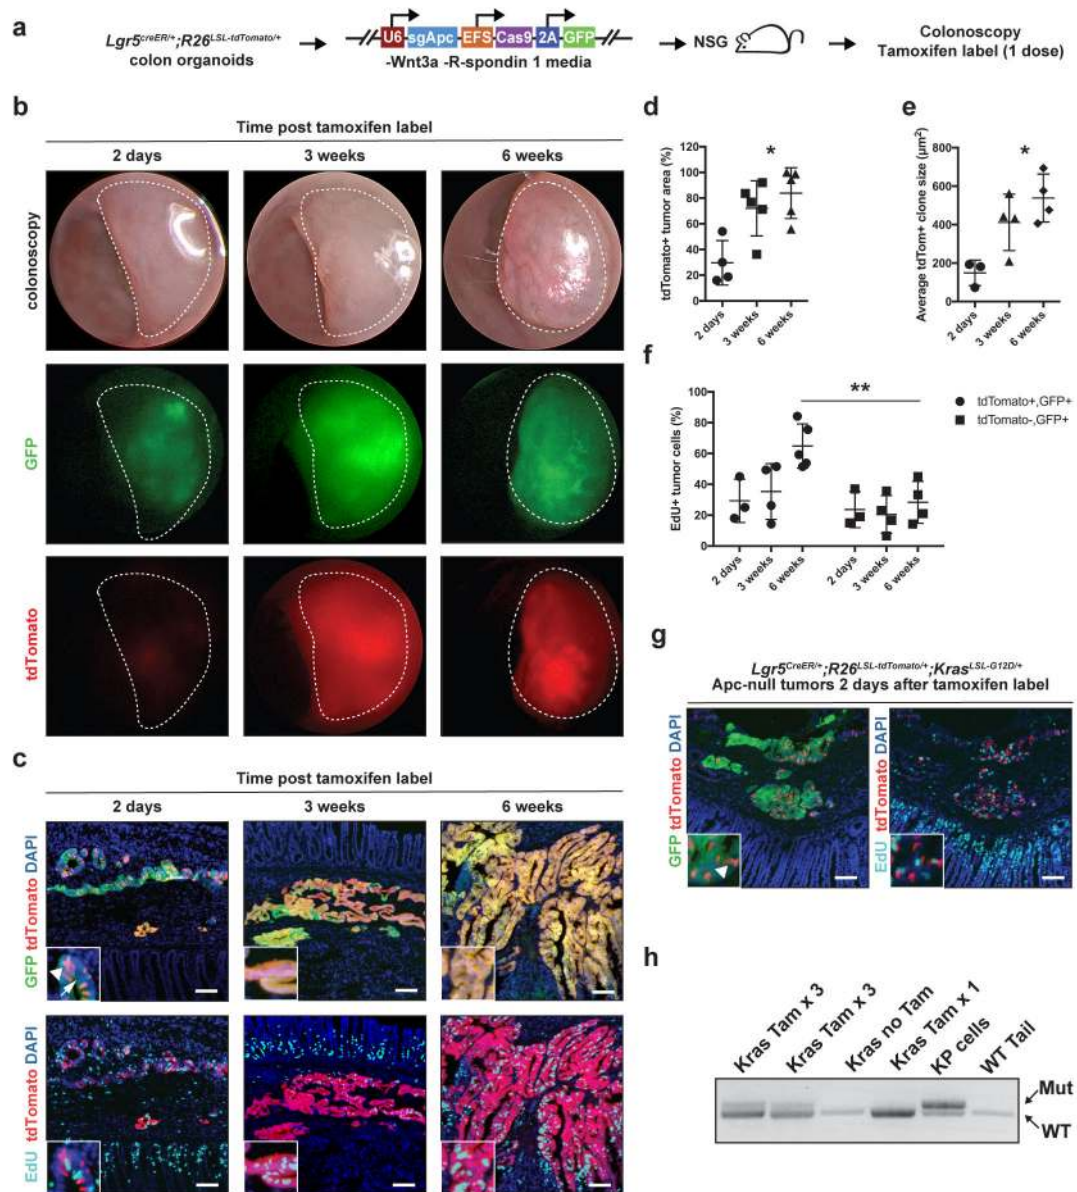 a
Lgr5creER/+;R26LSL-tdTomato/+
colon organoids
U6 sgApc EFS Cas9 2A GFP
-Wnt3a -R-spondin 1 media
NSG
Colonoscopy
Tamoxifen label (1 dose)
b
Time post tamoxifen label
2 days 3 weeks 6 weeks
colonoscopy
GFP
tdTomato
c
Time post tamoxifen label
2 days 3 weeks 6 weeks
GFP tdTomato DAPI
EdU tdTomato DAPI
d
tdTomato+ tumor area (%)
120
100
80
60
40
20
0
*
2 days 3 weeks 6 weeks
e
Average tdTom+ clone size (µm²)
800
600
400
200
0
*
2 days 3 weeks 6 weeks
f
EdU+ tumor cells (%)
100
80
60
40
20
0
**
tdTomato+,GFP+
tdTomato-,GFP+
2 days 3 weeks 6 weeks 2 days 3 weeks 6 weeks
g
Lgr5CreER/+;R26LSL-tdTomato/+;KrasLSL-G12D/+
Apc-null tumors 2 days after tamoxifen label
GFP tdTomato DAPI
EdU tdTomato DAPI
h
Kras Tam x 3
Kras Tam x 3
Kras no Tam
Kras Tam x 1
KP cells
WT Tail
Mut
WT